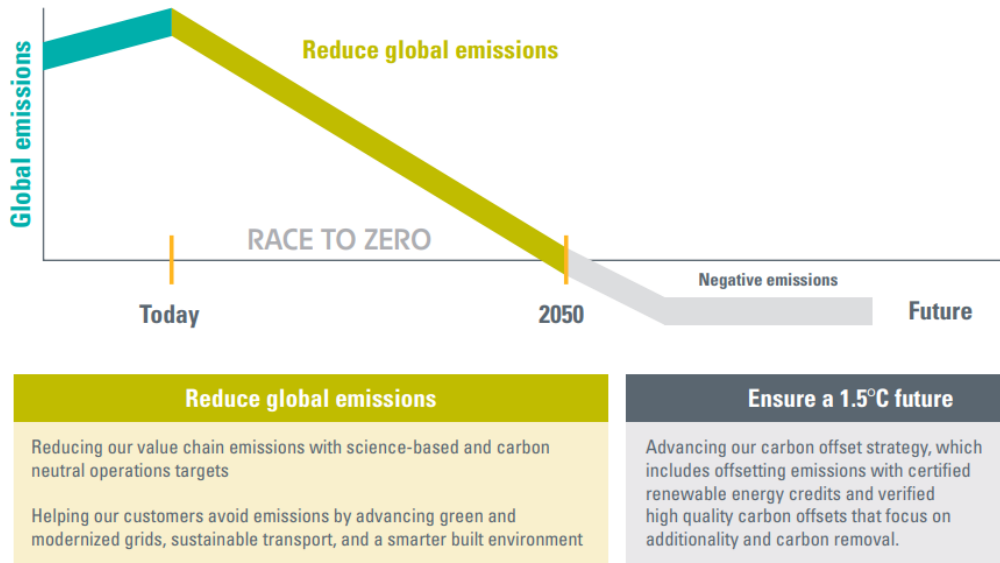 Global emissions
Reduce global emissions
RACE TO ZERO
Negative emissions
Today
2050
Future
Reduce global emissions
Reducing our value chain emissions with science-based and carbon
neutral operations targets
Helping our customers avoid emissions by advancing green and
modernized grids, sustainable transport, and a smarter built environment
Ensure a 1.5°C future
Advancing our carbon offset strategy, which
includes offsetting emissions with certified
renewable energy credits and verified
high quality carbon offsets that focus on
additionality and carbon removal.